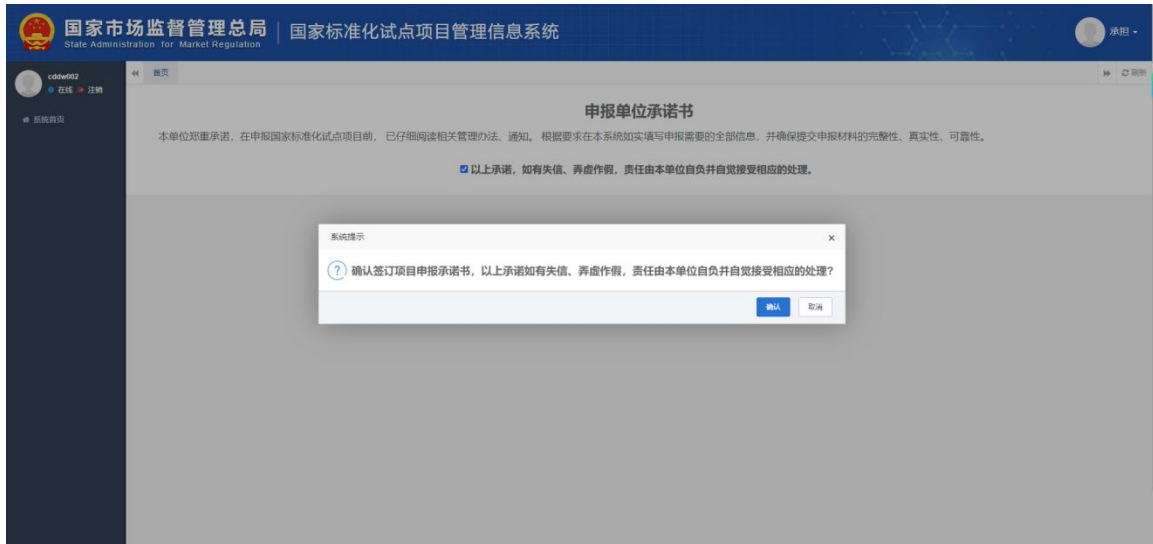 国家市场监督管理总局 国家标准化试点项目管理信息系统
State Administration for Market Regulation
承担
cddw002
在线 注销
首页
刷新
系统首页
申报单位承诺书
本单位郑重承诺，在申报国家标准化试点项目前，已仔细阅读相关管理办法、通知。根据要求在本系统如实填写申报需要的全部信息，并确保提交申报材料的完整性、真实性、可靠性。
以上承诺，如有失信、弄虚作假，责任由本单位自负并自觉接受相应的处理。
系统提示 ×
? 确认签订项目申报承诺书，以上承诺如有失信、弄虚作假，责任由本单位自负并自觉接受相应的处理?
确认 取消